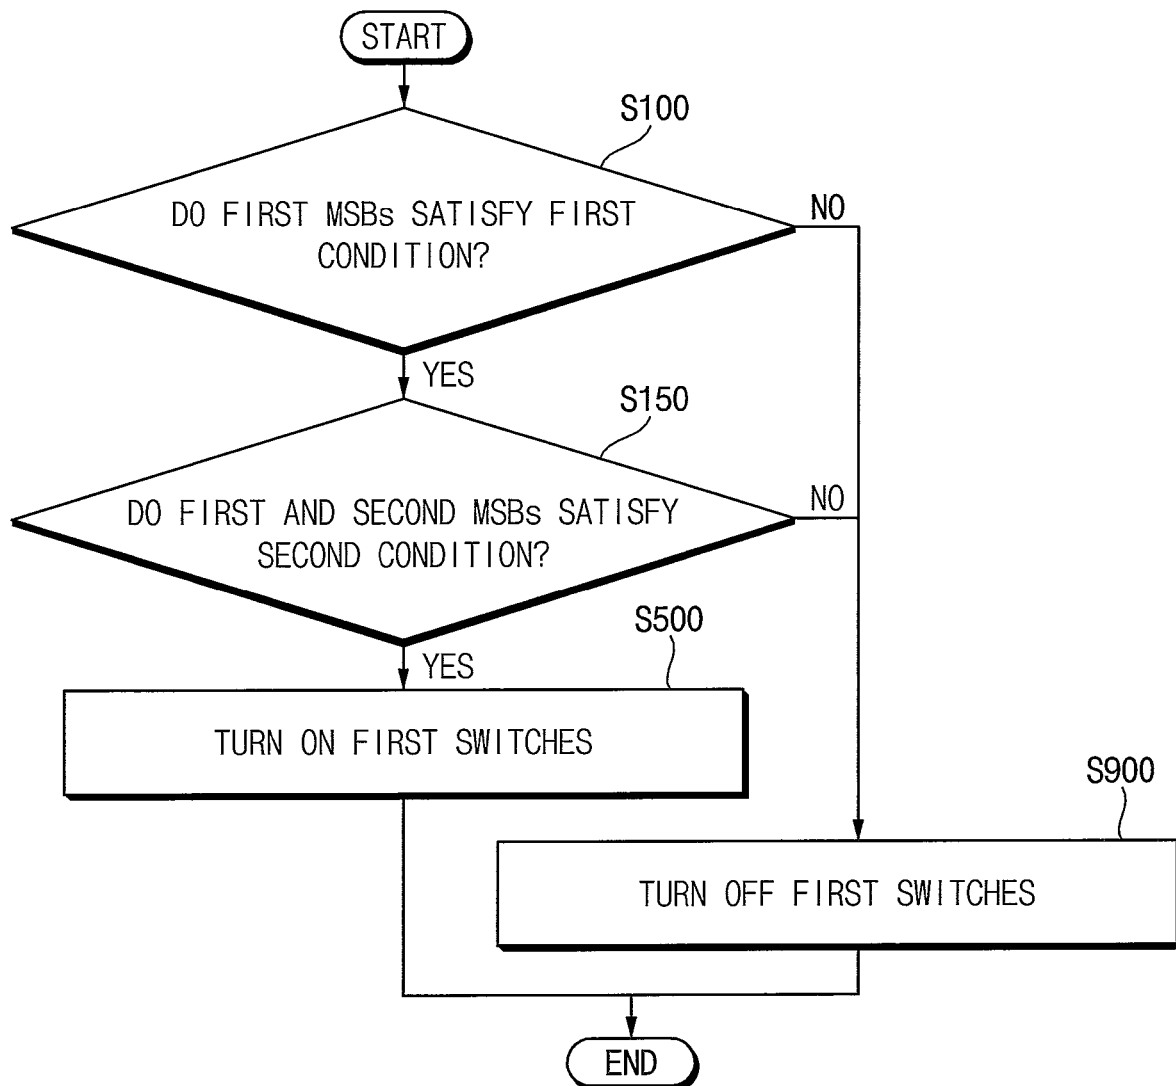 START
S100
DO FIRST MSBs SATISFY FIRST
CONDITION?
NO
YES
S150
DO FIRST AND SECOND MSBs SATISFY
SECOND CONDITION?
NO
YES
S500
TURN ON FIRST SWITCHES
S900
TURN OFF FIRST SWITCHES
END